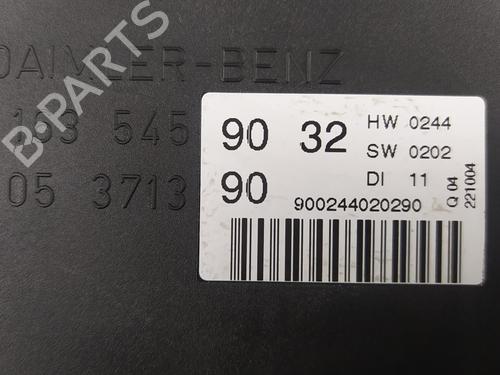 DAIMLER-BENZ
163 545 90 32 HW 0244
SW 0202
05 3713 90 DI 11
900244020290
Q 04
221004
B-PARTS